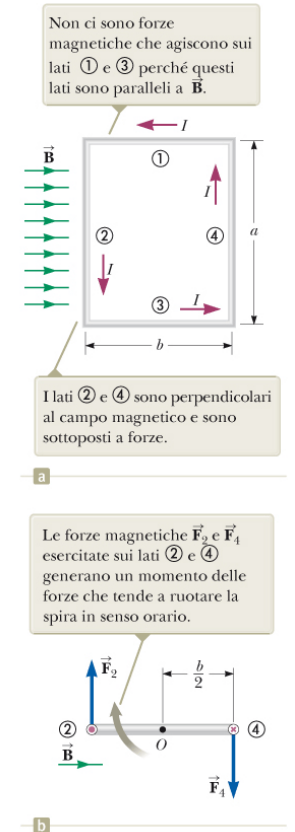 Non ci sono forze
magnetiche che agiscono sui
lati ① e ③ perché questi
lati sono paralleli a B⃗.
I
B⃗
①
I
②
④
a
I
③
I
b
I lati ② e ④ sono perpendicolari
al campo magnetico e sono
sottoposti a forze.
a
Le forze magnetiche F⃗₂ e F⃗₄
esercitate sui lati ② e ④
generano un momento delle
forze che tende a ruotare la
spira in senso orario.
F⃗₂
b/2
②
④
B⃗
O
F⃗₄
b